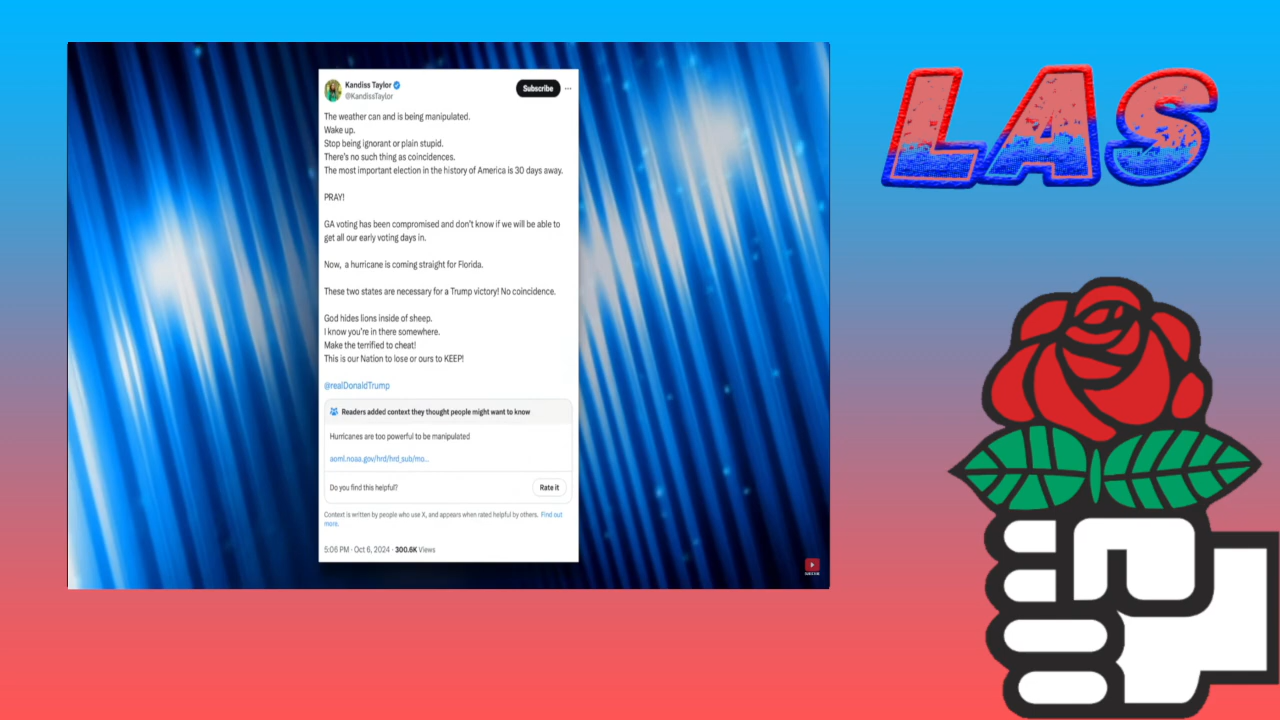 LAS
Kandiss Taylor
@KandissTaylor
Subscribe
The weather can and is being manipulated.
Wake up.
Stop being ignorant or plain stupid.
There's no such thing as coincidences.
The most important election in the history of America is 30 days away.
PRAY!
GA voting has been compromised and don't know if we will be able to
get all our early voting days in.
Now, a hurricane is coming straight for Florida.
These two states are necessary for a Trump victory! No coincidence.
God hides lions inside of sheep.
I know you're in there somewhere.
Make the terrified to cheat!
This is our Nation to lose or ours to KEEP!
@realDonaldTrump
Readers added context they thought people might want to know
Hurricanes are too powerful to be manipulated
aoml.noaa.gov/hrd/hrd_sub/mo...
Do you find this helpful?
Rate it
Context is written by people who use X, and appears when rated helpful by others. Find out
more.
5:06 PM · Oct 6, 2024 · 300.6K Views
SUBSCRIBE